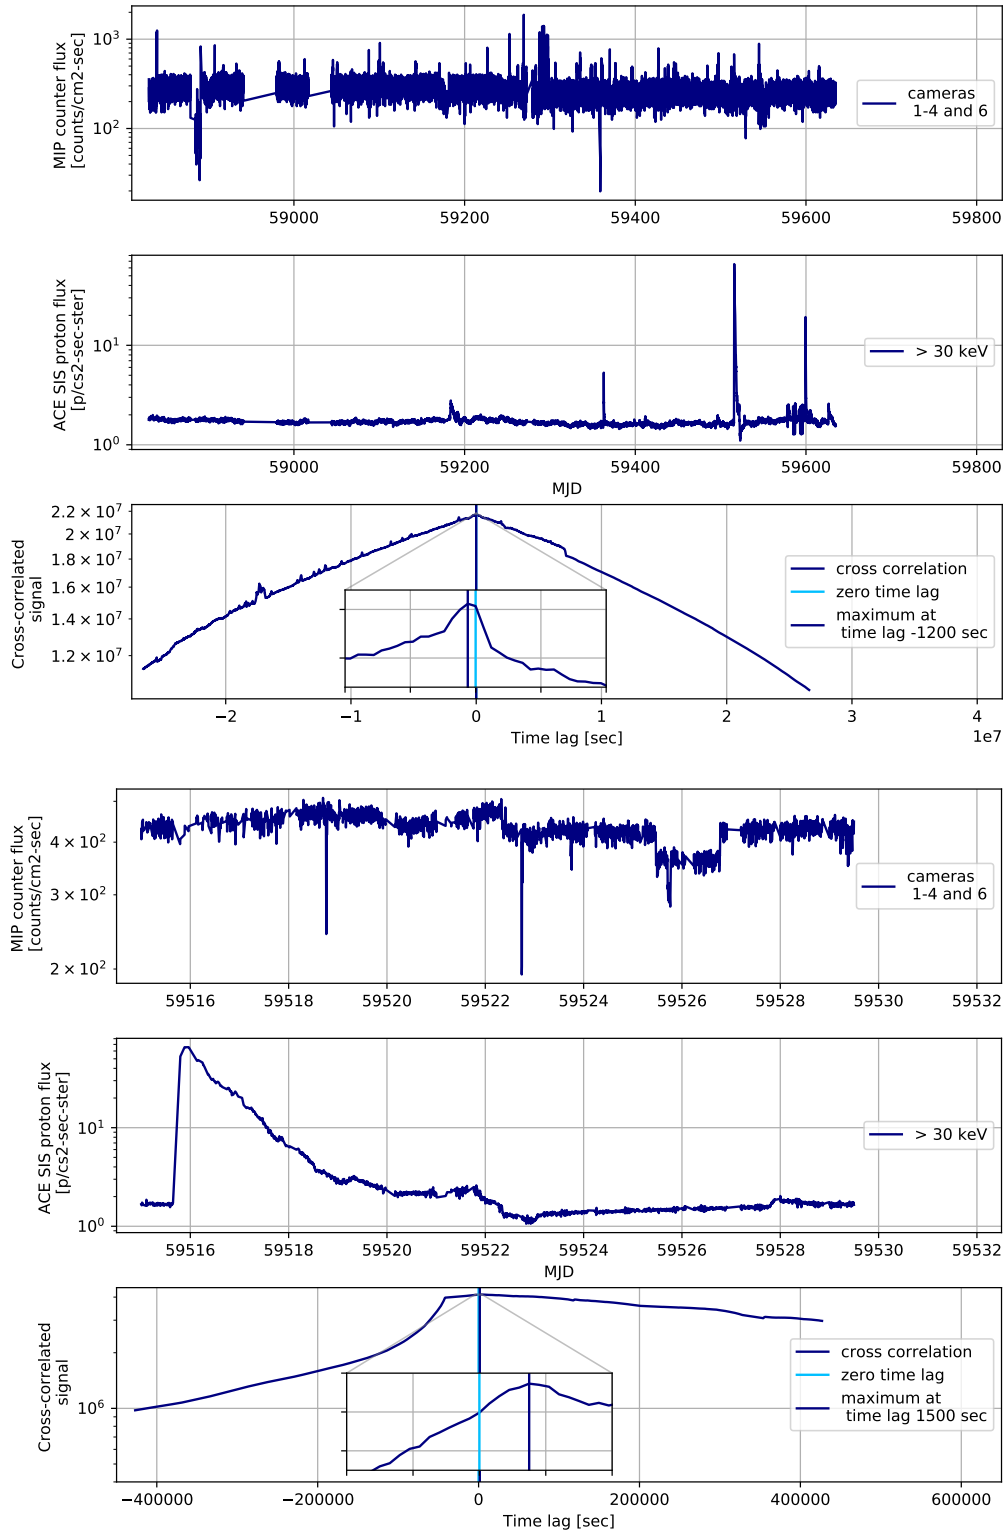 MIP counter flux
[counts/cm2-sec]
10³
10²
cameras
1-4 and 6
59000 59200 59400 59600 59800
ACE SIS proton flux
[p/cs2-sec-ster]
10¹
10⁰
> 30 keV
59000 59200 59400 59600 59800
MJD
Cross-correlated
signal
2.2 × 10⁷
2 × 10⁷
1.8 × 10⁷
1.6 × 10⁷
1.4 × 10⁷
1.2 × 10⁷
cross correlation
zero time lag
maximum at
time lag -1200 sec
−2 −1 0 1 2 3 4
1e7
Time lag [sec]
MIP counter flux
[counts/cm2-sec]
4 × 10²
3 × 10²
2 × 10²
cameras
1-4 and 6
59516 59518 59520 59522 59524 59526 59528 59530 59532
ACE SIS proton flux
[p/cs2-sec-ster]
10¹
10⁰
> 30 keV
59516 59518 59520 59522 59524 59526 59528 59530 59532
MJD
Cross-correlated
signal
10⁶
cross correlation
zero time lag
maximum at
time lag 1500 sec
−400000 −200000 0 200000 400000 600000
Time lag [sec]